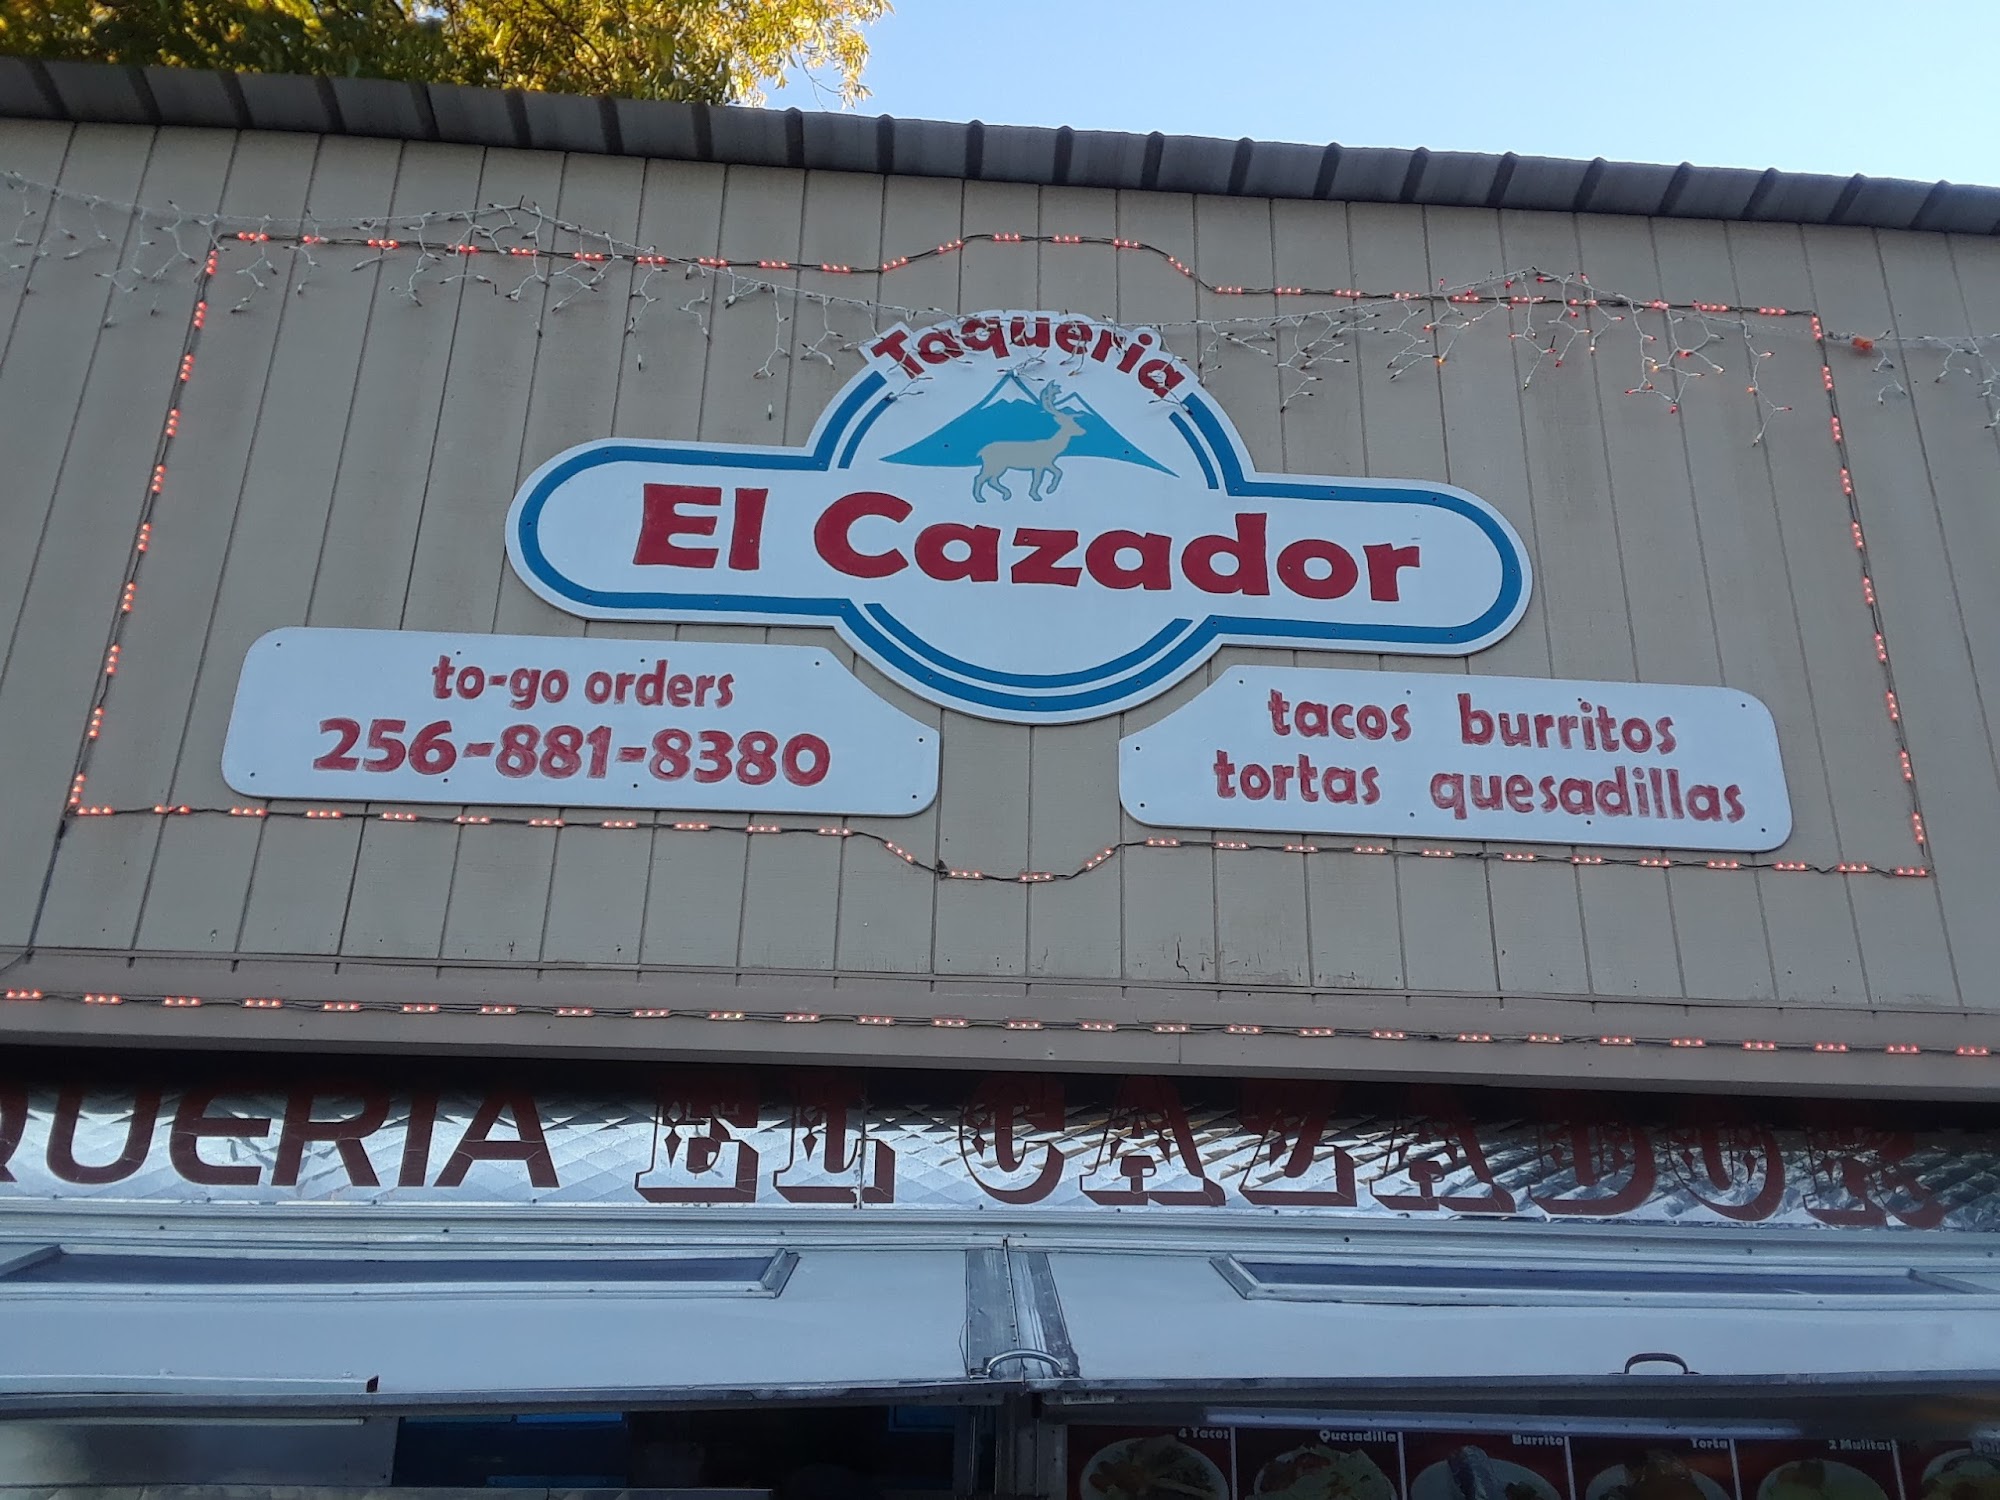 Taqueria
El Cazador
to-go orders
256-881-8380
tacos burritos
tortas quesadillas
QUERIA EL CAZADOR
4 Tacos
Quesadilla
Burrito
Torta
2 Mulitas